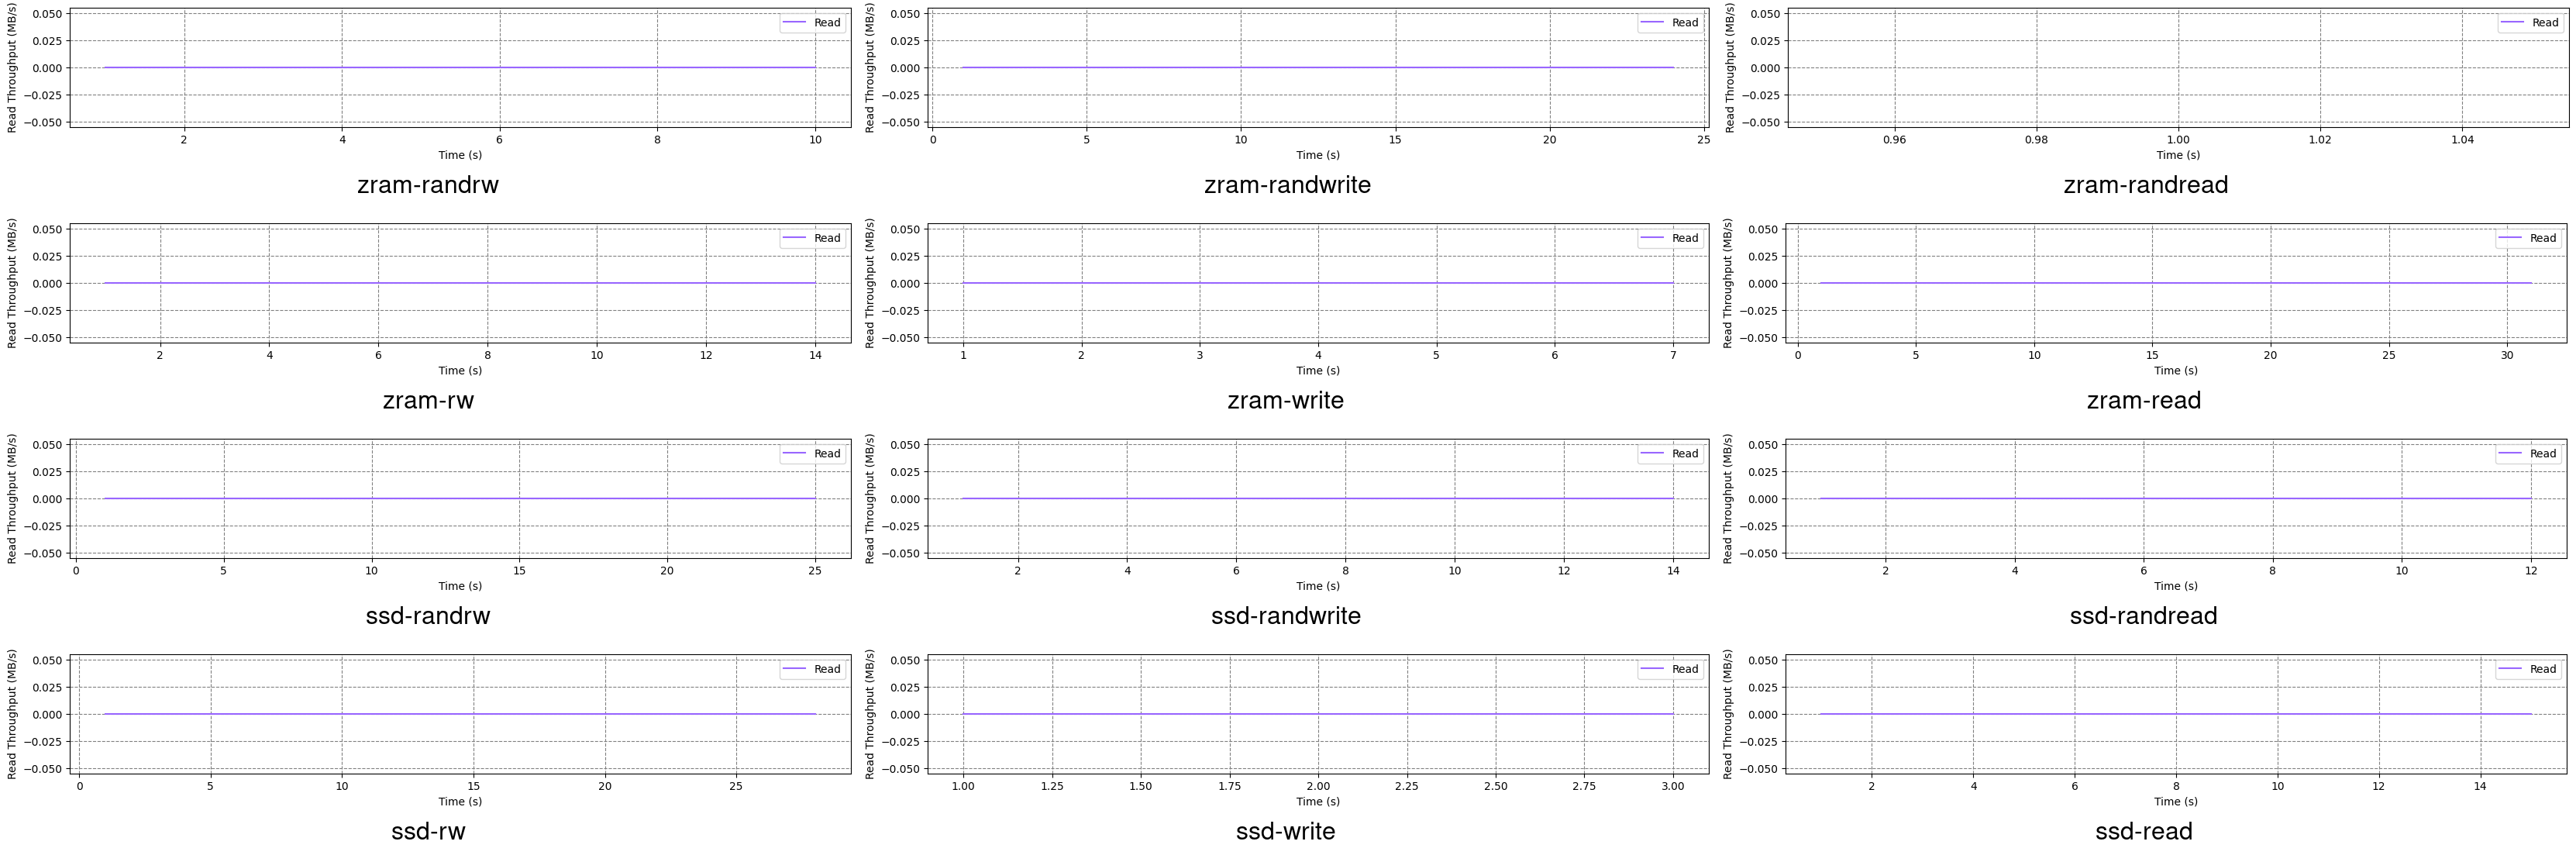 Read Throughput (MB/s)
0.050
0.025
0.000
−0.025
−0.050
Read
2 4 6 8 10
Time (s)
zram-randrw
Read Throughput (MB/s)
0.050
0.025
0.000
−0.025
−0.050
Read
0 5 10 15 20 25
Time (s)
zram-randwrite
Read Throughput (MB/s)
0.050
0.025
0.000
−0.025
−0.050
Read
0.96 0.98 1.00 1.02 1.04
Time (s)
zram-randread
Read Throughput (MB/s)
0.050
0.025
0.000
−0.025
−0.050
Read
2 4 6 8 10 12 14
Time (s)
zram-rw
Read Throughput (MB/s)
0.050
0.025
0.000
−0.025
−0.050
Read
1 2 3 4 5 6 7
Time (s)
zram-write
Read Throughput (MB/s)
0.050
0.025
0.000
−0.025
−0.050
Read
0 5 10 15 20 25 30
Time (s)
zram-read
Read Throughput (MB/s)
0.050
0.025
0.000
−0.025
−0.050
Read
0 5 10 15 20 25
Time (s)
ssd-randrw
Read Throughput (MB/s)
0.050
0.025
0.000
−0.025
−0.050
Read
2 4 6 8 10 12 14
Time (s)
ssd-randwrite
Read Throughput (MB/s)
0.050
0.025
0.000
−0.025
−0.050
Read
2 4 6 8 10 12
Time (s)
ssd-randread
Read Throughput (MB/s)
0.050
0.025
0.000
−0.025
−0.050
Read
0 5 10 15 20 25
Time (s)
ssd-rw
Read Throughput (MB/s)
0.050
0.025
0.000
−0.025
−0.050
Read
1.00 1.25 1.50 1.75 2.00 2.25 2.50 2.75 3.00
Time (s)
ssd-write
Read Throughput (MB/s)
0.050
0.025
0.000
−0.025
−0.050
Read
2 4 6 8 10 12 14
Time (s)
ssd-read